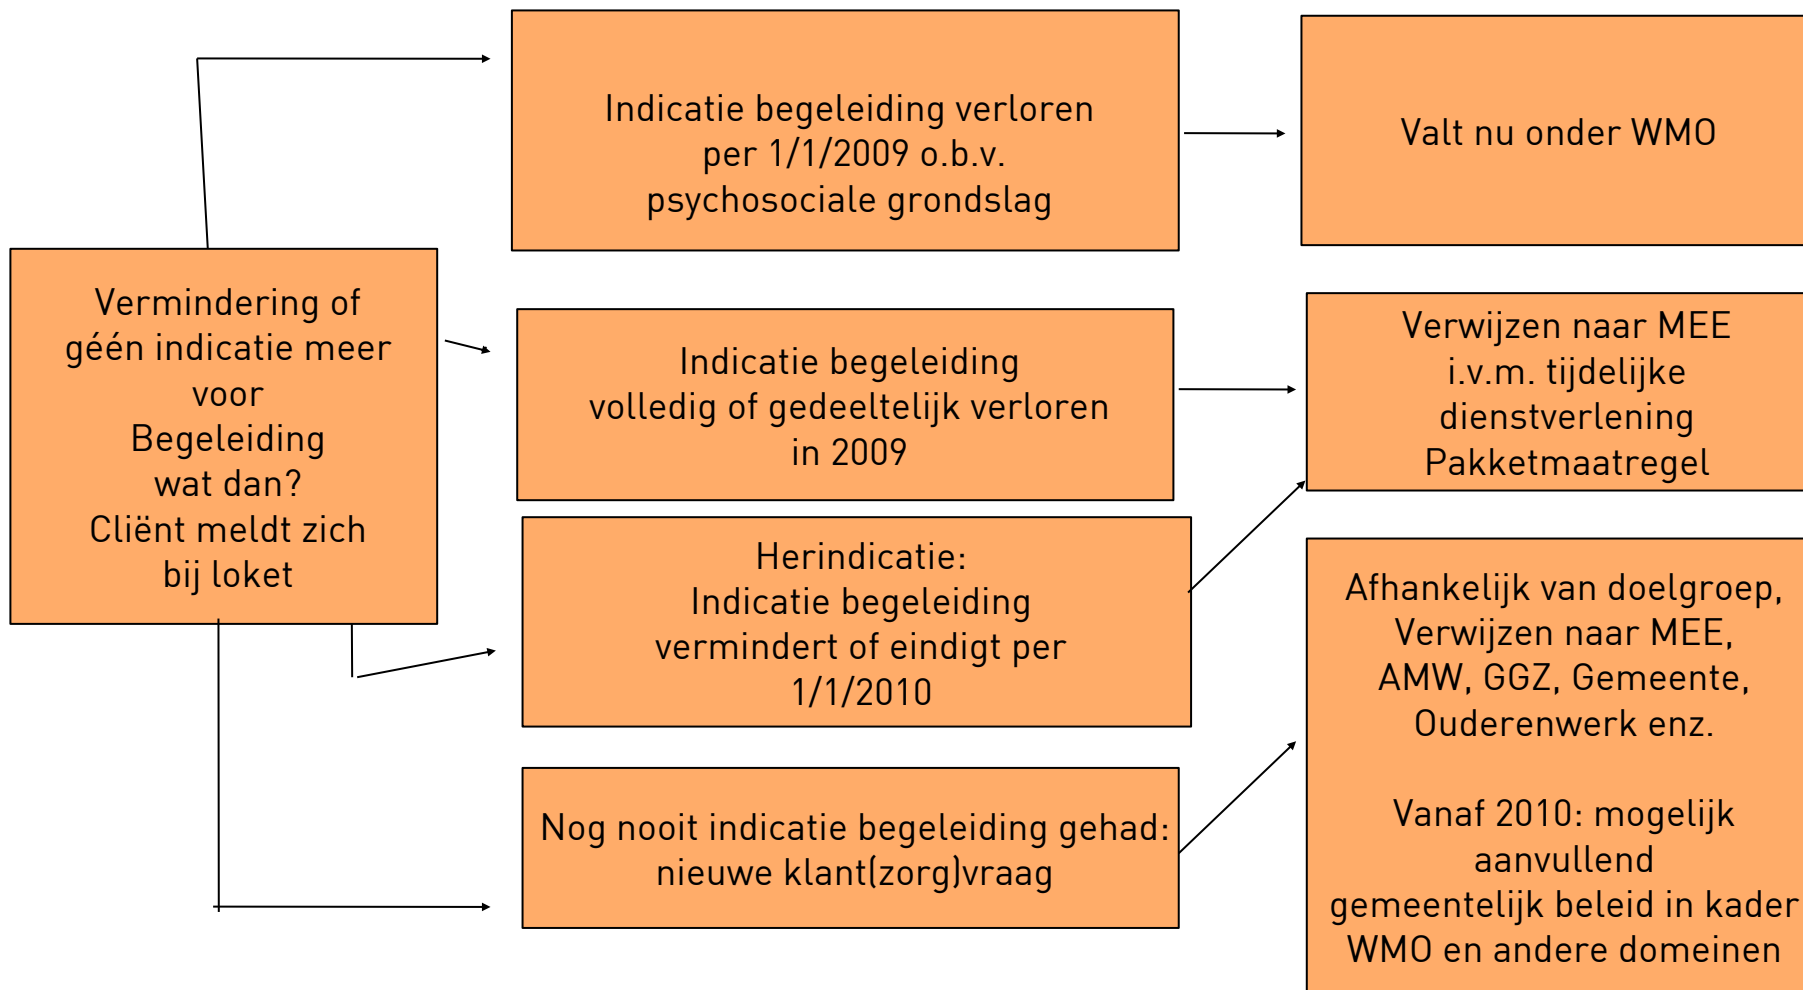 Vermindering of
géén indicatie meer
voor
Begeleiding
wat dan?
Cliënt meldt zich
bij loket
Indicatie begeleiding verloren
per 1/1/2009 o.b.v.
psychosociale grondslag
Valt nu onder WMO
Indicatie begeleiding
volledig of gedeeltelijk verloren
in 2009
Verwijzen naar MEE
i.v.m. tijdelijke
dienstverlening
Pakketmaatregel
Herindicatie:
Indicatie begeleiding
vermindert of eindigt per
1/1/2010
Nog nooit indicatie begeleiding gehad:
nieuwe klant(zorg)vraag
Afhankelijk van doelgroep,
Verwijzen naar MEE,
AMW, GGZ, Gemeente,
Ouderenwerk enz.
Vanaf 2010: mogelijk
aanvullend
gemeentelijk beleid in kader
WMO en andere domeinen